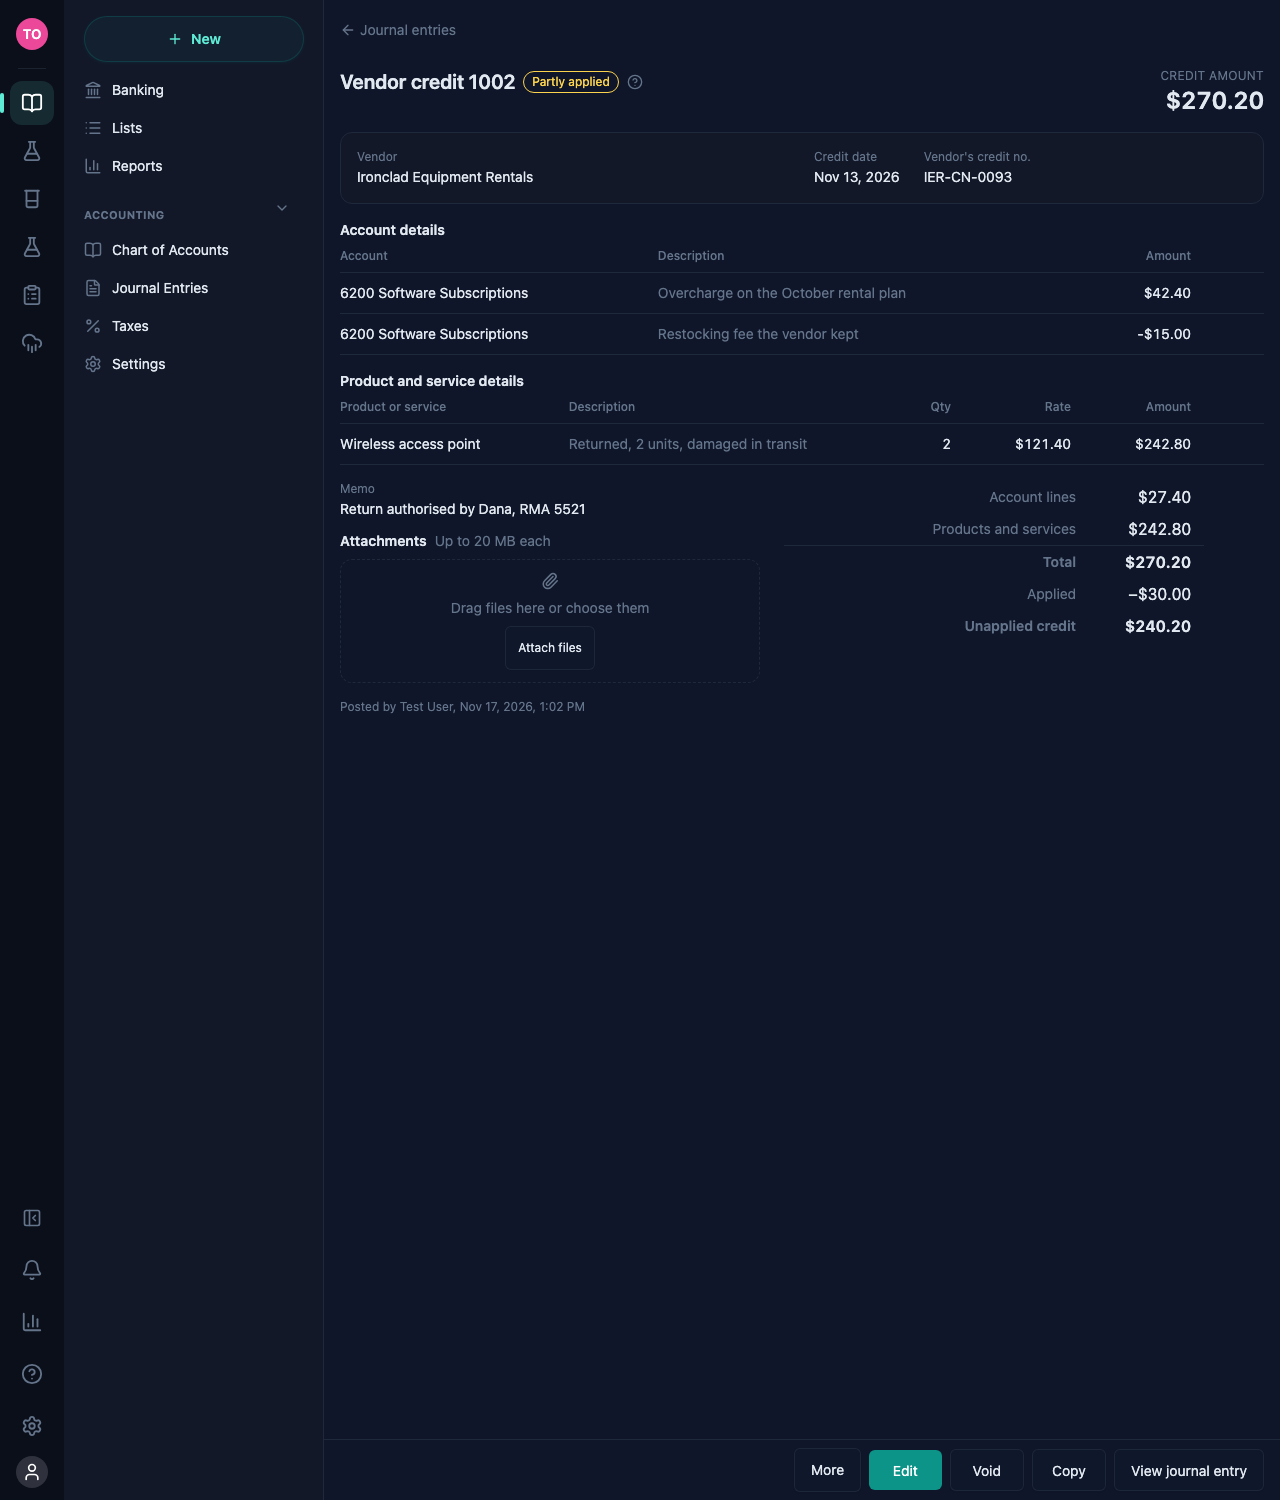 TO
New
Banking
Lists
Reports
ACCOUNTING
Chart of Accounts
Journal Entries
Taxes
Settings
Journal entries
Vendor credit 1002 Partly applied
CREDIT AMOUNT
$270.20
Vendor Credit date Vendor's credit no.
Ironclad Equipment Rentals Nov 13, 2026 IER-CN-0093
Account details
Account Description Amount
6200 Software Subscriptions Overcharge on the October rental plan $42.40
6200 Software Subscriptions Restocking fee the vendor kept -$15.00
Product and service details
Product or service Description Qty Rate Amount
Wireless access point Returned, 2 units, damaged in transit 2 $121.40 $242.80
Memo
Return authorised by Dana, RMA 5521
Attachments Up to 20 MB each
Drag files here or choose them
Attach files
Account lines $27.40
Products and services $242.80
Total $270.20
Applied –$30.00
Unapplied credit $240.20
Posted by Test User, Nov 17, 2026, 1:02 PM
More Edit Void Copy View journal entry